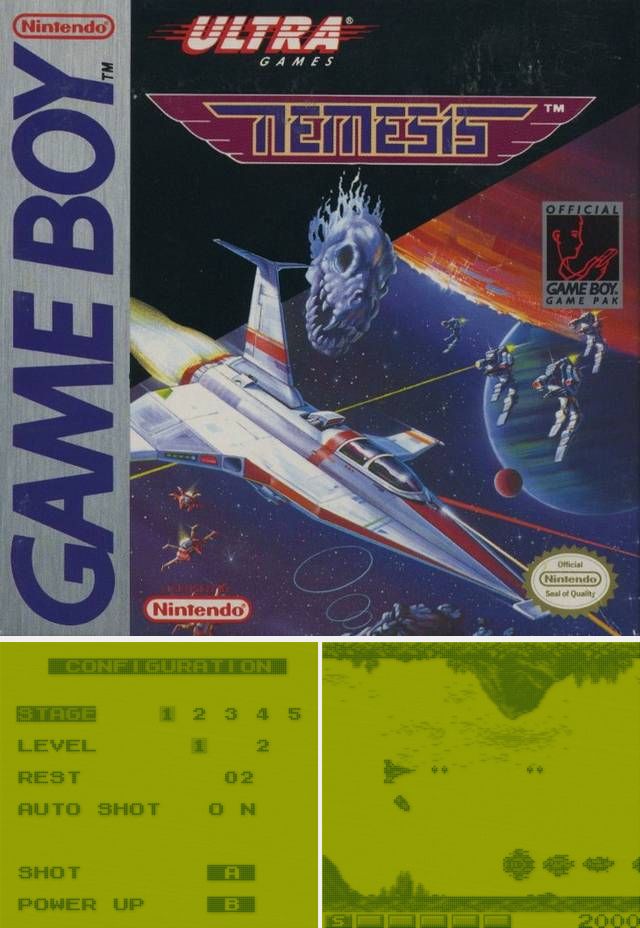 Nintendo®
GAME BOY™
ULTRA®
GAMES
NEMESIS™
OFFICIAL
GAME BOY.
GAME PAK
Official
Nintendo
Seal of Quality
Nintendo®
CONFIGURATION
STAGE 1 2 3 4 5
LEVEL 1 2
REST 02
AUTO SHOT ON
SHOT A
POWER UP B
S 2000